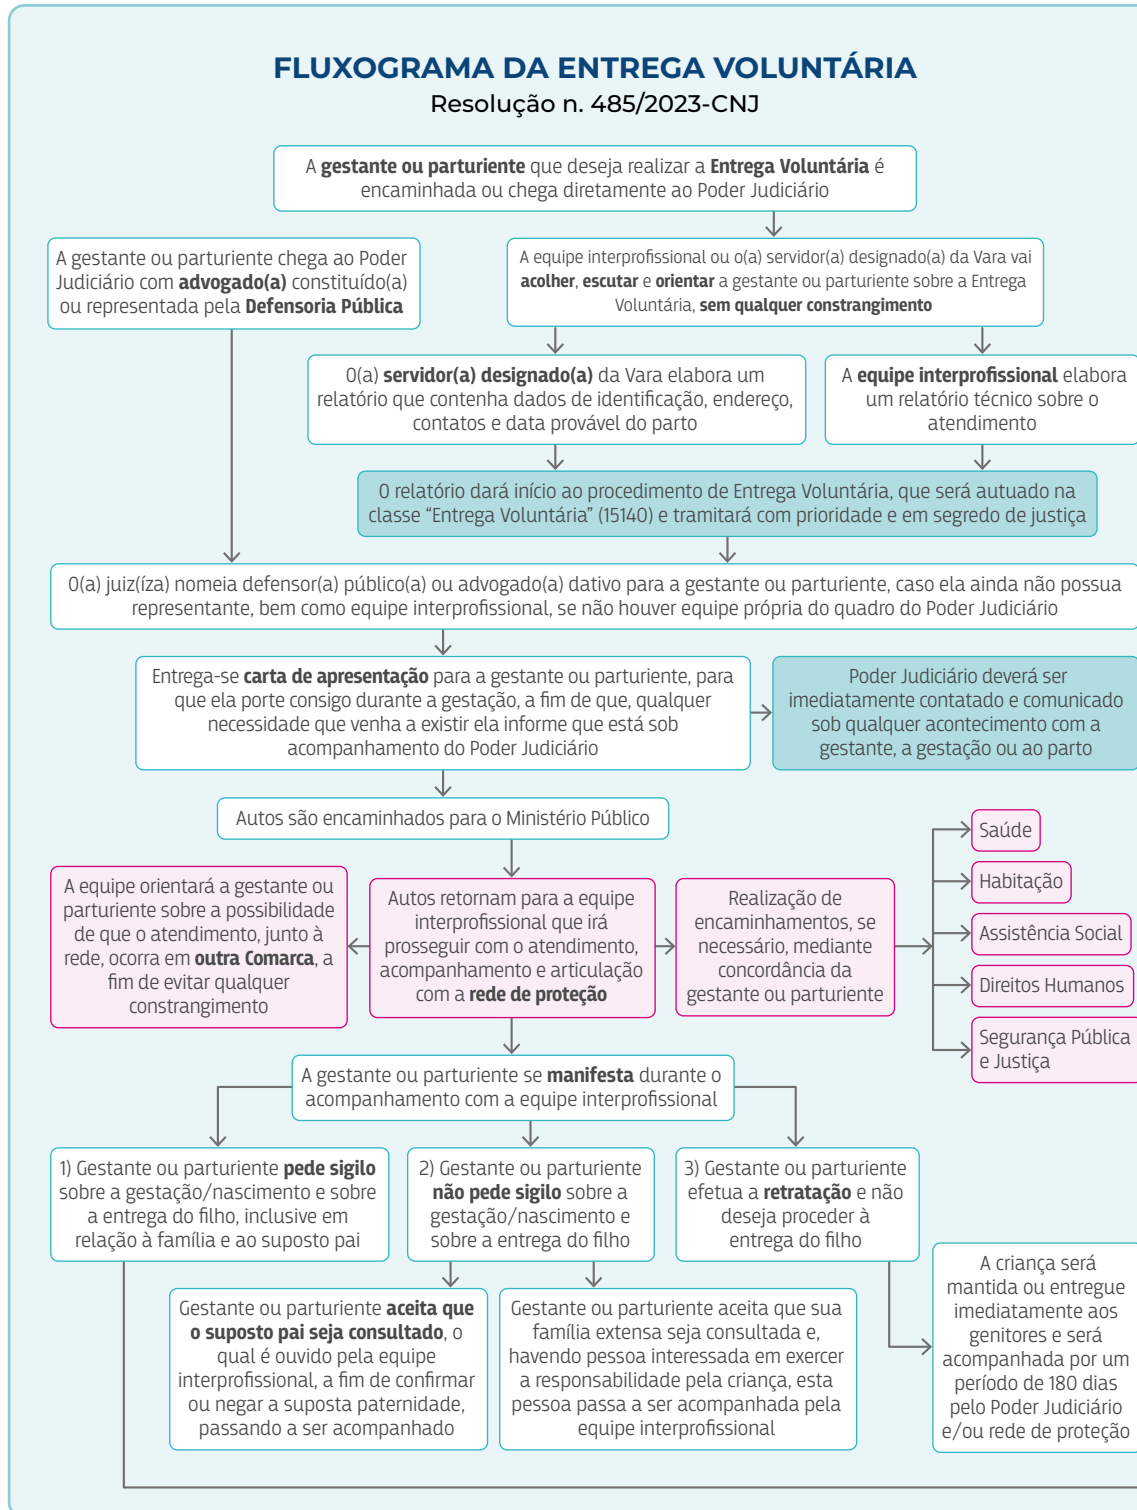 FLUXOGRAMA DA ENTREGA VOLUNTÁRIA
Resolução n. 485/2023-CNJ
A gestante ou parturiente que deseja realizar a Entrega Voluntária é
encaminhada ou chega diretamente ao Poder Judiciário
A gestante ou parturiente chega ao Poder
Judiciário com advogado(a) constituído(a)
ou representada pela Defensoria Pública
A equipe interprofissional ou o(a) servidor(a) designado(a) da Vara vai
acolher, escutar e orientar a gestante ou parturiente sobre a Entrega
Voluntária, sem qualquer constrangimento
O(a) servidor(a) designado(a) da Vara elabora um
relatório que contenha dados de identificação, endereço,
contatos e data provável do parto
A equipe interprofissional elabora
um relatório técnico sobre o
atendimento
O relatório dará início ao procedimento de Entrega Voluntária, que será autuado na
classe “Entrega Voluntária” (15140) e tramitará com prioridade e em segredo de justiça
O(a) juiz(íza) nomeia defensor(a) público(a) ou advogado(a) dativo para a gestante ou parturiente, caso ela ainda não possua
representante, bem como equipe interprofissional, se não houver equipe própria do quadro do Poder Judiciário
Entrega-se carta de apresentação para a gestante ou parturiente, para
que ela porte consigo durante a gestação, a fim de que, qualquer
necessidade que venha a existir ela informe que está sob
acompanhamento do Poder Judiciário
Poder Judiciário deverá ser
imediatamente contatado e comunicado
sob qualquer acontecimento com a
gestante, a gestação ou ao parto
Autos são encaminhados para o Ministério Público
A equipe orientará a gestante ou
parturiente sobre a possibilidade
de que o atendimento, junto à
rede, ocorra em outra Comarca, a
fim de evitar qualquer
constrangimento
Autos retornam para a equipe
interprofissional que irá
prosseguir com o atendimento,
acompanhamento e articulação
com a rede de proteção
Realização de
encaminhamentos, se
necessário, mediante
concordância da
gestante ou parturiente
Saúde
Habitação
Assistência Social
Direitos Humanos
Segurança Pública
e Justiça
A gestante ou parturiente se manifesta durante o
acompanhamento com a equipe interprofissional
1) Gestante ou parturiente pede sigilo
sobre a gestação/nascimento e sobre
a entrega do filho, inclusive em
relação à família e ao suposto pai
2) Gestante ou parturiente
não pede sigilo sobre a
gestação/nascimento e
sobre a entrega do filho
3) Gestante ou parturiente
efetua a retratação e não
deseja proceder à
entrega do filho
Gestante ou parturiente aceita que
o suposto pai seja consultado, o
qual é ouvido pela equipe
interprofissional, a fim de confirmar
ou negar a suposta paternidade,
passando a ser acompanhado
Gestante ou parturiente aceita que sua
família extensa seja consultada e,
havendo pessoa interessada em exercer
a responsabilidade pela criança, esta
pessoa passa a ser acompanhada pela
equipe interprofissional
A criança será
mantida ou entregue
imediatamente aos
genitores e será
acompanhada por um
período de 180 dias
pelo Poder Judiciário
e/ou rede de proteção